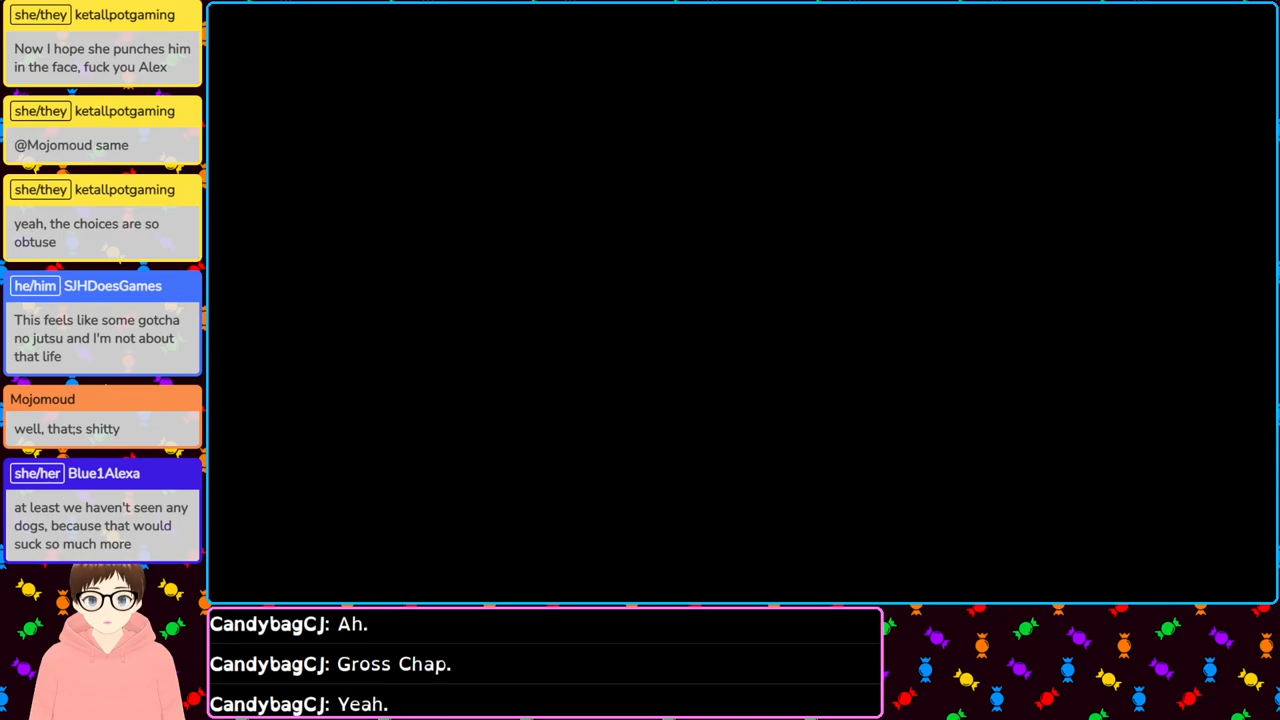 she/they ketallpotgaming
Now I hope she punches him
in the face, fuck you Alex
she/they ketallpotgaming
@Mojomoud same
she/they ketallpotgaming
yeah, the choices are so
obtuse
he/him SJHDoesGames
This feels like some gotcha
no jutsu and I'm not about
that life
Mojomoud
well, that;s shitty
she/her Blue1Alexa
at least we haven't seen any
dogs, because that would
suck so much more
CandybagCJ: Ah.
CandybagCJ: Gross Chap.
CandybagCJ: Yeah.